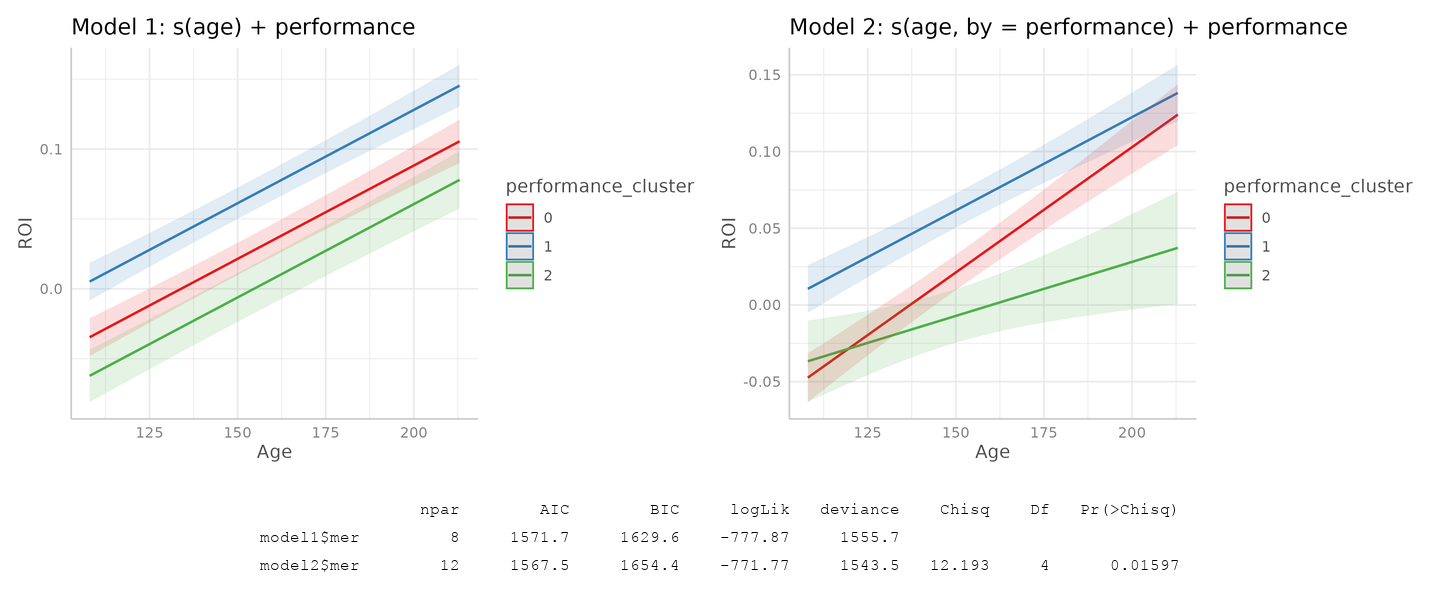 Model 1: s(age) + performance
0.1
0.0
ROI
125 150 175 200
Age
performance_cluster
0
1
2
Model 2: s(age, by = performance) + performance
0.15
0.10
0.05
0.00
-0.05
ROI
125 150 175 200
Age
performance_cluster
0
1
2
npar AIC BIC logLik deviance Chisq Df Pr(>Chisq)
model1$mer 8 1571.7 1629.6 -777.87 1555.7
model2$mer 12 1567.5 1654.4 -771.77 1543.5 12.193 4 0.01597